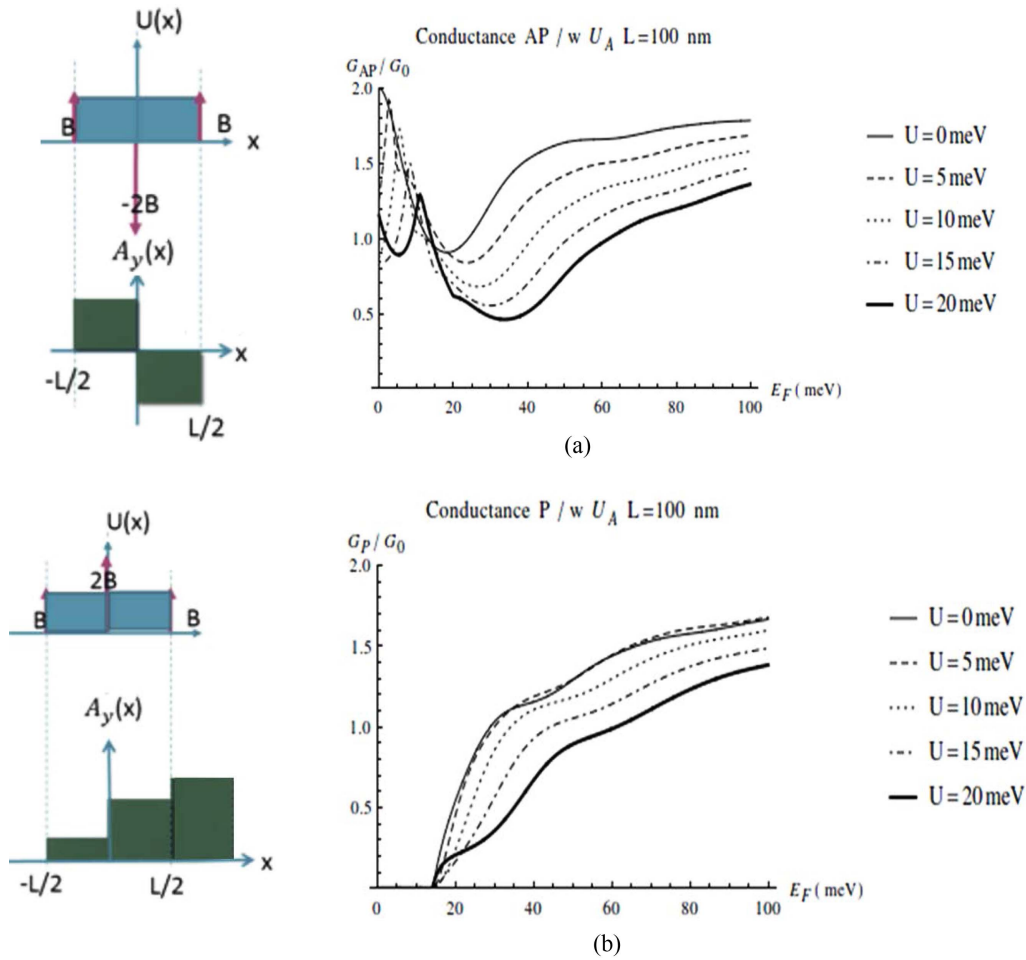 U(x)
B
B
x
-2B
A_y(x)
x
-L/2
L/2
Conductance AP / w U_A L=100 nm
G_AP / G_0
2.0
1.5
1.0
0.5
0 20 40 60 80 100
E_F ( meV)
U= 0 meV
U= 5 meV
U= 10 meV
U= 15 meV
U= 20 meV
(a)
U(x)
2B
B
B
A_y(x)
x
-L/2
L/2
Conductance P / w U_A L=100 nm
G_P / G_0
2.0
1.5
1.0
0.5
0 20 40 60 80 100
E_F ( meV)
U= 0 meV
U= 5 meV
U= 10 meV
U= 15 meV
U= 20 meV
(b)